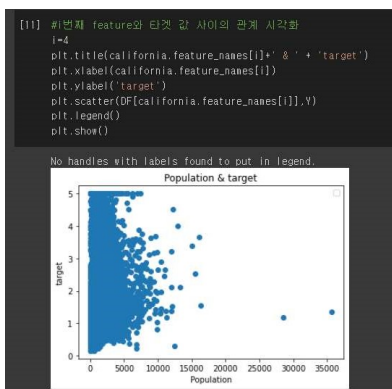 [11] #i번째 feature와 타겟 값 사이의 관계 시각화
i=4
plt.title(california.feature_names[i]+' & ' + 'target')
plt.xlabel(california.feature_names[i])
plt.ylabel('target')
plt.scatter(DF[california.feature_names[i]],Y)
plt.legend()
plt.show()
No handles with labels found to put in legend.
Population & target
5
4
3
2
1
0
target
0 5000 10000 15000 20000 25000 30000 35000
Population